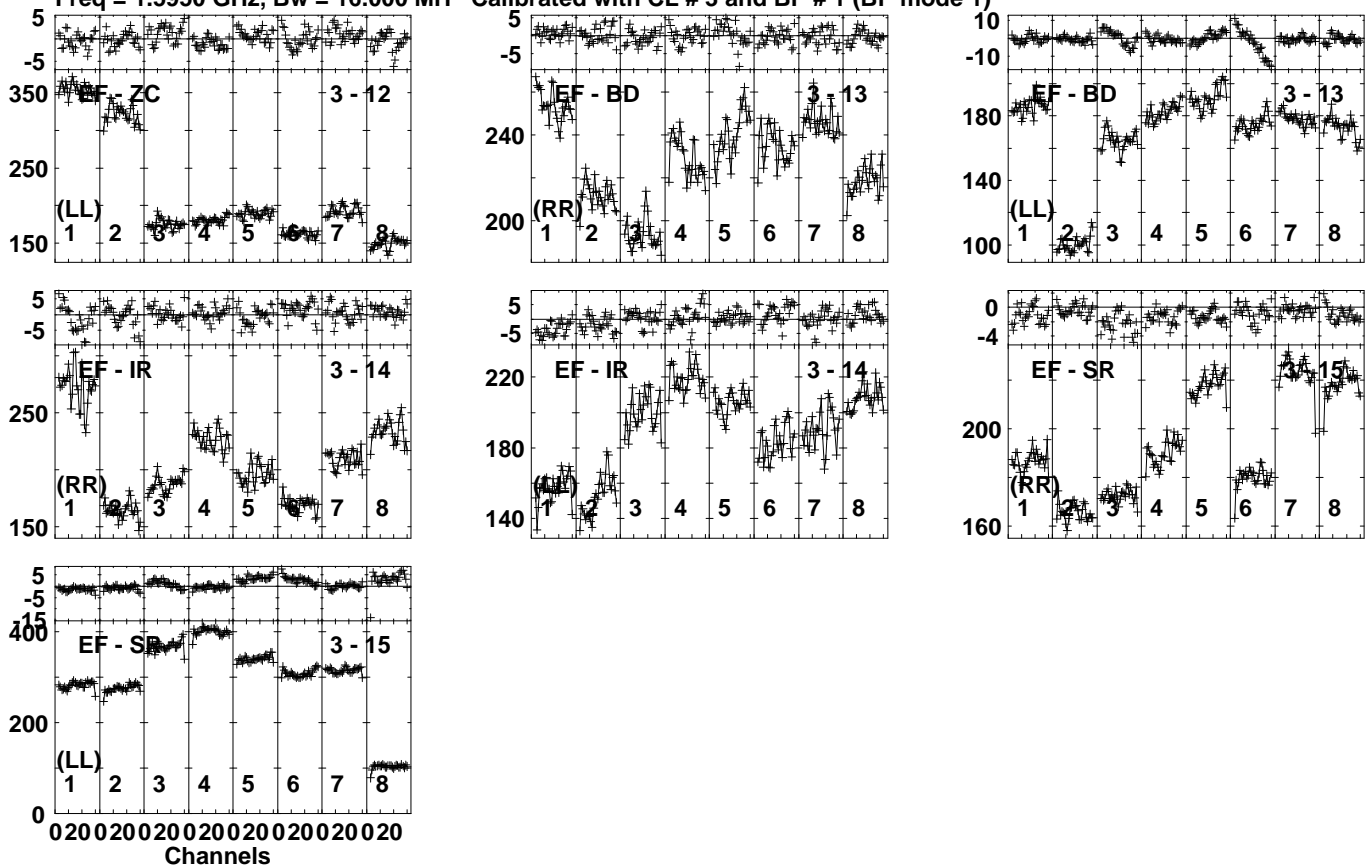 Freq = 1.5950 GHz, Bw = 16.000 MH Calibrated with CL # 3 and BP # 1 (BP mode 1)
5
-5
350
250
150
EF - ZC
3 - 12
(LL)
1 2 3 4 5 6 7 8
5
-5
240
200
EF - BD
3 - 13
(RR)
1 2 3 4 5 6 7 8
10
-10
180
140
100
EF - BD
3 - 13
(LL)
1 2 3 4 5 6 7 8
5
-5
250
150
EF - IR
3 - 14
(RR)
1 2 3 4 5 6 7 8
5
-5
220
180
140
EF - IR
3 - 14
(LL)
1 2 3 4 5 6 7 8
0
-4
200
160
EF - SR
3 - 15
(RR)
1 2 3 4 5 6 7 8
5
-5
-15
400
200
0
EF - SR
3 - 15
(LL)
1 2 3 4 5 6 7 8
0 20 0 20 0 20 0 20 0 20 0 20 0 20 0 20
Channels